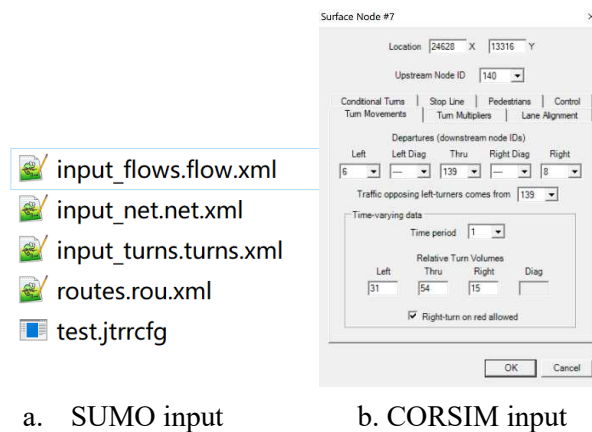 input_flows.flow.xml
input_net.net.xml
input_turns.turns.xml
routes.rou.xml
test.jtrrcfg
a. SUMO input
Surface Node #7 ×
Location 24628 X 13316 Y
Upstream Node ID 140
Conditional Turns Stop Line Pedestrians Control
Turn Movements Turn Multipliers Lane Alignment
Departures (downstream node IDs)
Left Left Diag Thru Right Diag Right
6 — 139 — 8
Traffic opposing left-turners comes from 139
Time-varying data
Time period 1
Relative Turn Volumes
Left Thru Right Diag
31 54 15
Right-turn on red allowed
OK Cancel
b. CORSIM input